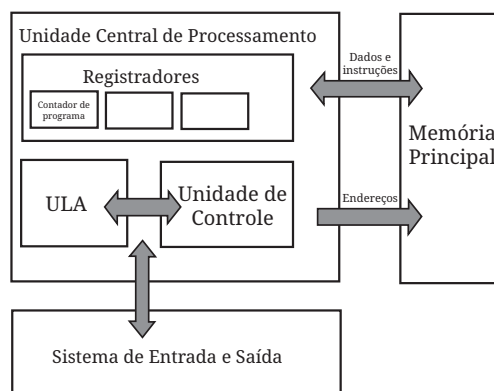 Unidade Central de Processamento
Registradores
Contador de
programa
ULA
Unidade de
Controle
Dados e
instruções
Endereços
Memória
Principal
Sistema de Entrada e Saída